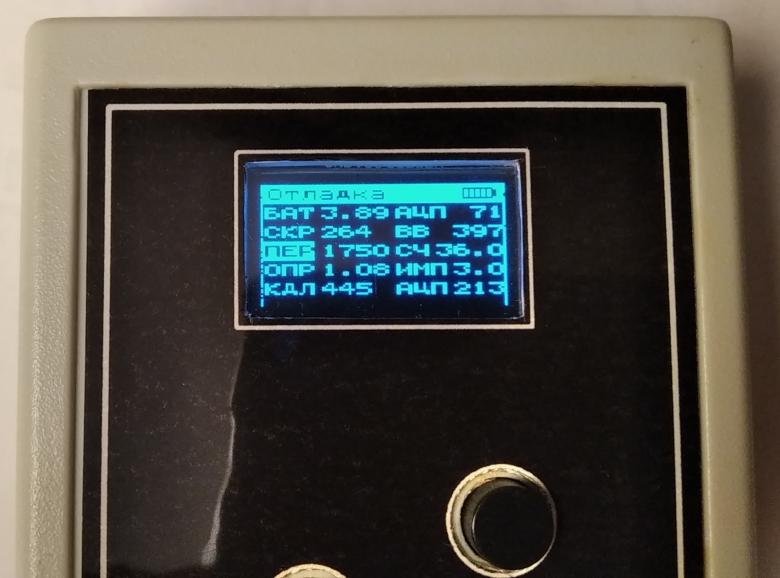 Отладка
БАТ 3.89 АЦП 71
СКР 264 ВВ 397
ПЕР 1750 СЧ 36.0
ОПР 1.08 ИМП 3.0
КДЛ 445 АЦП 213